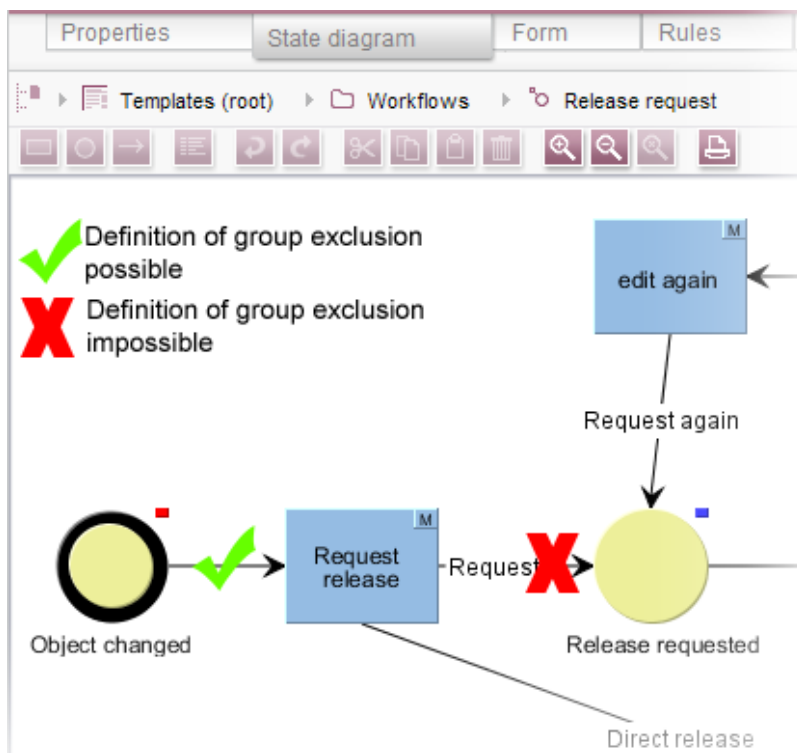 Properties
State diagram
Form
Rules
Templates (root)
Workflows
Release request
Definition of group exclusion
possible
Definition of group exclusion
impossible
M
edit again
Request again
M
Request
release
Request
Object changed
Release requested
Direct release